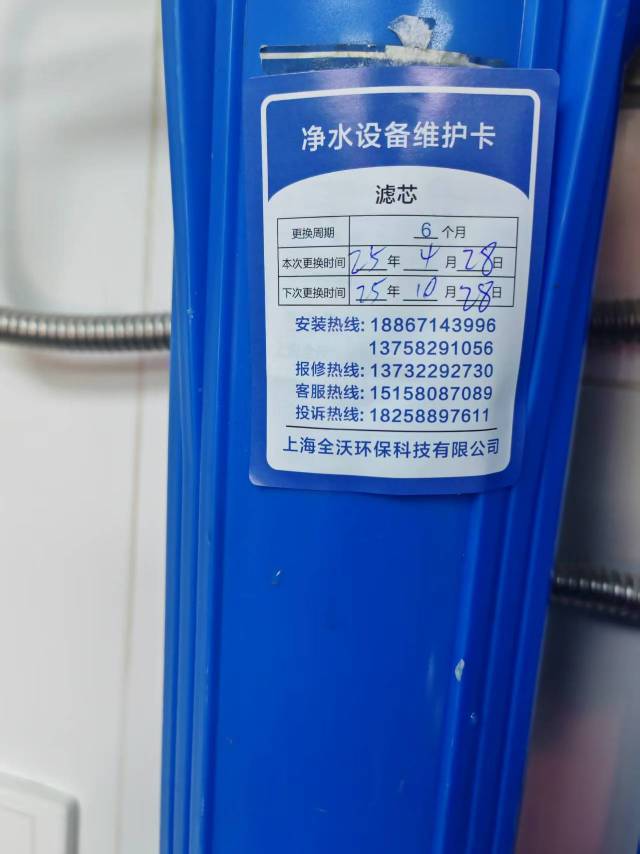 净水设备维护卡
滤芯
更换周期 6 个月
本次更换时间 25 年 4 月 28 日
下次更换时间 25 年 10 月 28 日
安装热线: 18867143996
13758291056
报修热线: 13732292730
客服热线: 15158087089
投诉热线: 18258897611
上海全沃环保科技有限公司